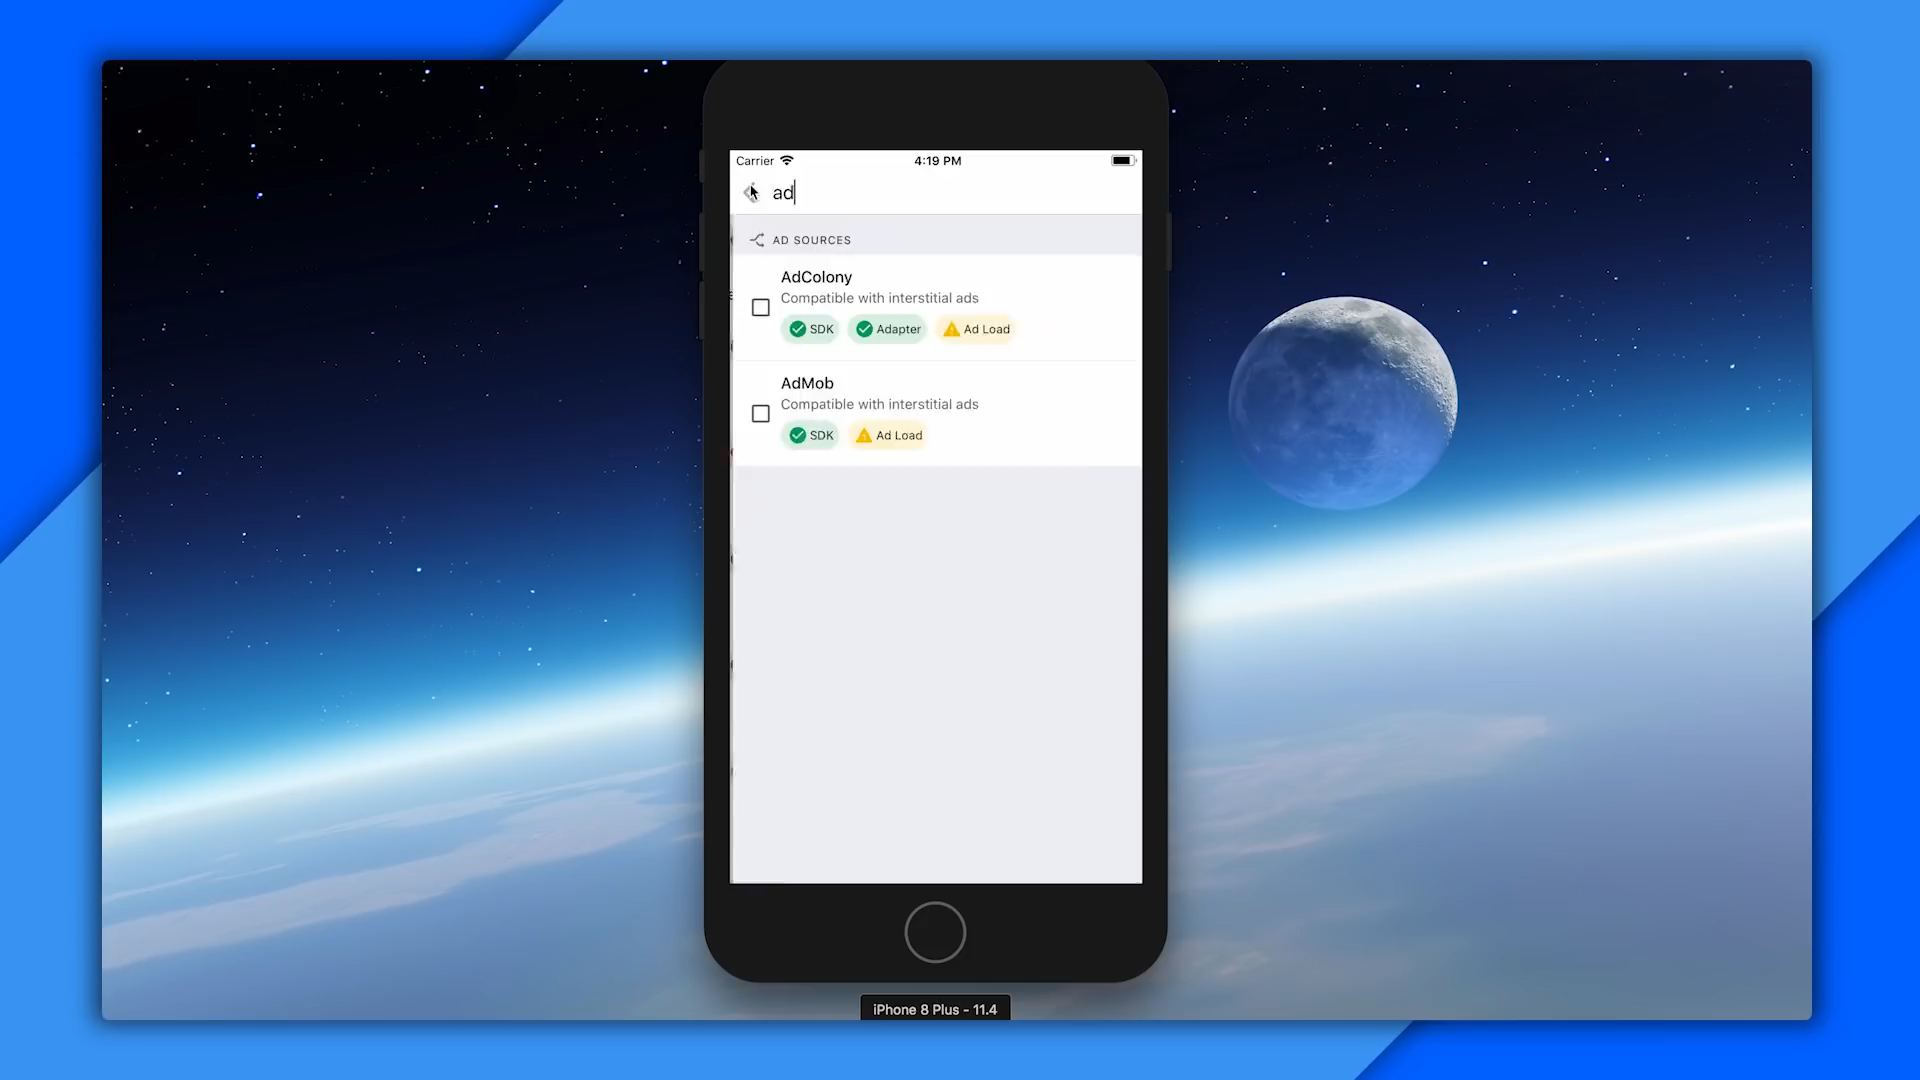 Carrier 4:19 PM
ad
AD SOURCES
AdColony
Compatible with interstitial ads
SDK Adapter Ad Load
AdMob
Compatible with interstitial ads
SDK Ad Load
iPhone 8 Plus - 11.4